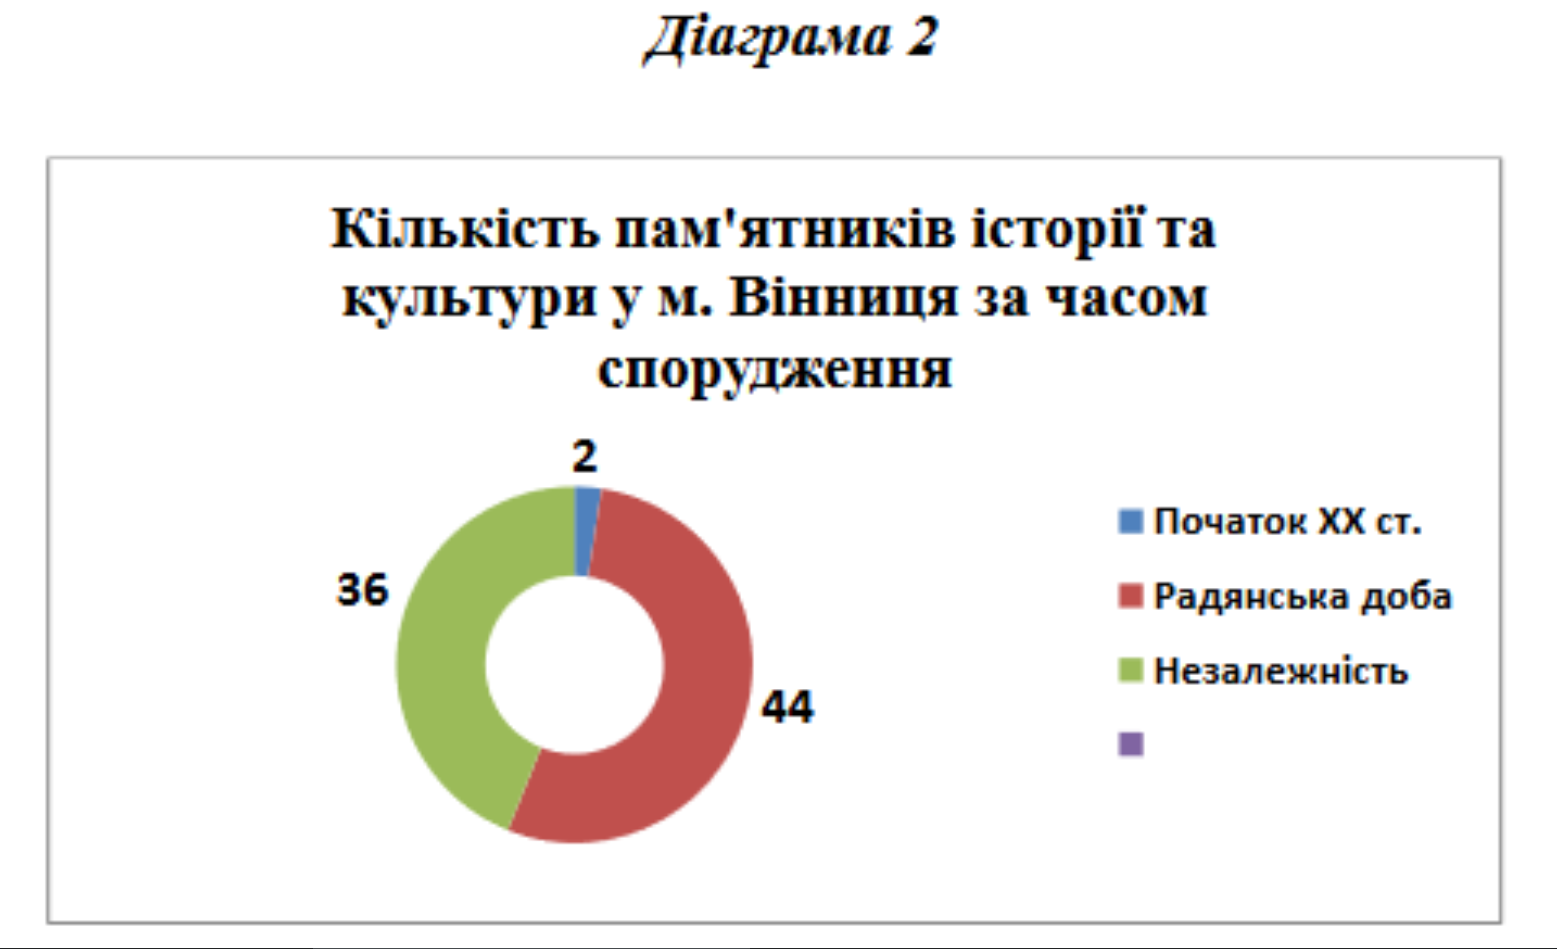 Діаграма 2
Кількість пам'ятників історії та
культури у м. Вінниця за часом
спорудження
2
36
44
Початок ХХ ст.
Радянська доба
Незалежність